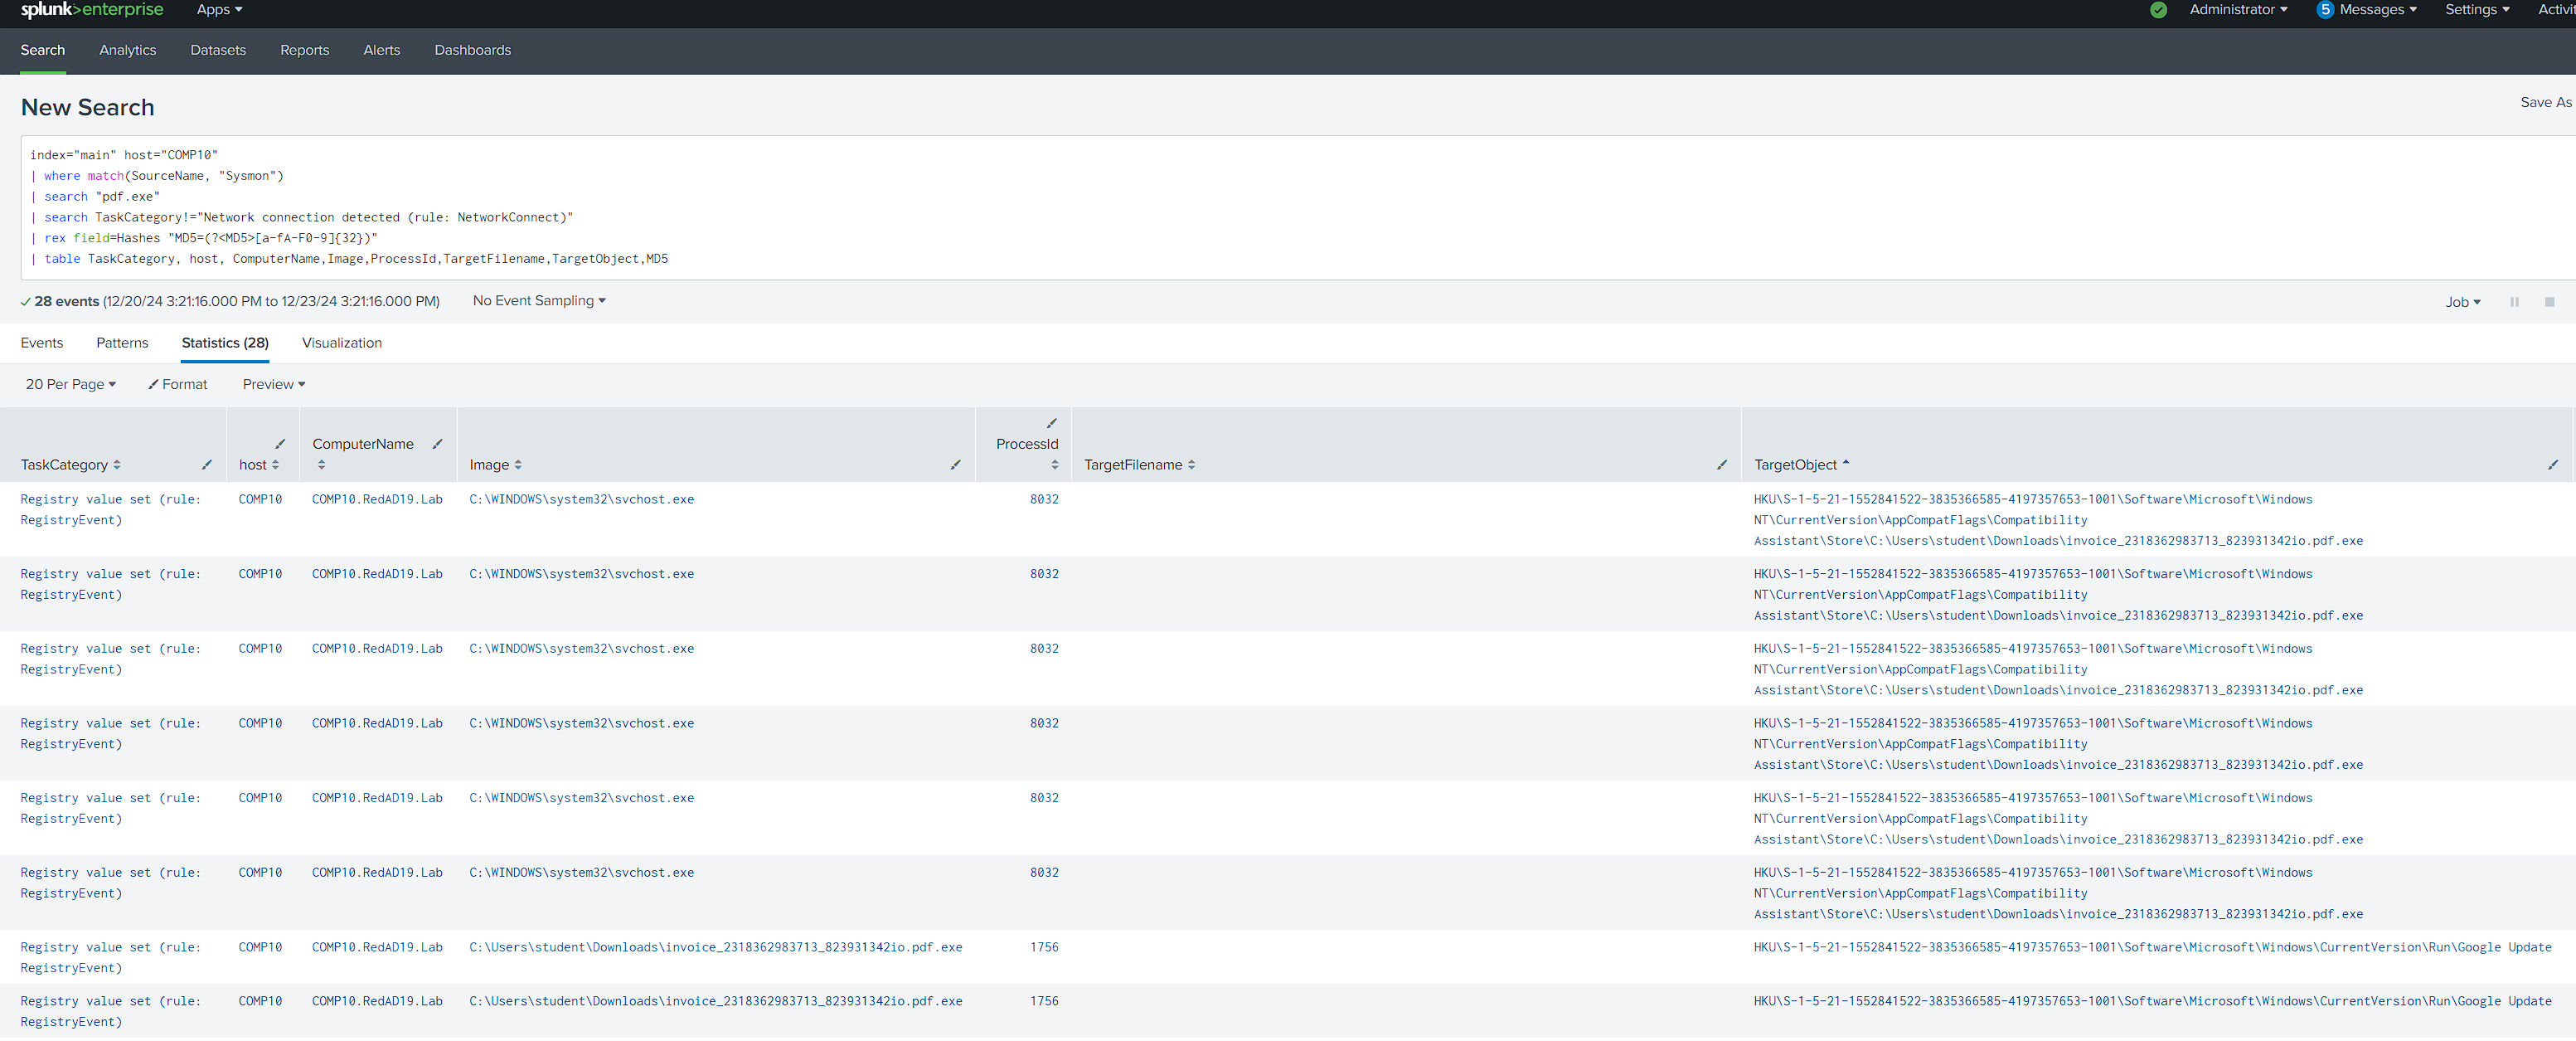 splunk>enterprise Apps Administrator 5 Messages Settings Activit
Search Analytics Datasets Reports Alerts Dashboards
New Search
Save As
index="main" host="COMP10"
| where match(SourceName, "Sysmon")
| search "pdf.exe"
| search TaskCategory!="Network connection detected (rule: NetworkConnect)"
| rex field=Hashes "MD5=(?<MD5>[a-fA-F0-9]{32})"
| table TaskCategory, host, ComputerName,Image,ProcessId,TargetFilename,TargetObject,MD5
28 events (12/20/24 3:21:16.000 PM to 12/23/24 3:21:16.000 PM) No Event Sampling Job
Events Patterns Statistics (28) Visualization
20 Per Page Format Preview
TaskCategory host ComputerName Image ProcessId TargetFilename TargetObject
Registry value set (rule: COMP10 COMP10.RedAD19.Lab C:\WINDOWS\system32\svchost.exe 8032 HKU\S-1-5-21-1552841522-3835366585-4197357653-1001\Software\Microsoft\Windows
RegistryEvent) NT\CurrentVersion\AppCompatFlags\Compatibility
Assistant\Store\C:\Users\student\Downloads\invoice_2318362983713_823931342io.pdf.exe
Registry value set (rule: COMP10 COMP10.RedAD19.Lab C:\WINDOWS\system32\svchost.exe 8032 HKU\S-1-5-21-1552841522-3835366585-4197357653-1001\Software\Microsoft\Windows
RegistryEvent) NT\CurrentVersion\AppCompatFlags\Compatibility
Assistant\Store\C:\Users\student\Downloads\invoice_2318362983713_823931342io.pdf.exe
Registry value set (rule: COMP10 COMP10.RedAD19.Lab C:\WINDOWS\system32\svchost.exe 8032 HKU\S-1-5-21-1552841522-3835366585-4197357653-1001\Software\Microsoft\Windows
RegistryEvent) NT\CurrentVersion\AppCompatFlags\Compatibility
Assistant\Store\C:\Users\student\Downloads\invoice_2318362983713_823931342io.pdf.exe
Registry value set (rule: COMP10 COMP10.RedAD19.Lab C:\WINDOWS\system32\svchost.exe 8032 HKU\S-1-5-21-1552841522-3835366585-4197357653-1001\Software\Microsoft\Windows
RegistryEvent) NT\CurrentVersion\AppCompatFlags\Compatibility
Assistant\Store\C:\Users\student\Downloads\invoice_2318362983713_823931342io.pdf.exe
Registry value set (rule: COMP10 COMP10.RedAD19.Lab C:\WINDOWS\system32\svchost.exe 8032 HKU\S-1-5-21-1552841522-3835366585-4197357653-1001\Software\Microsoft\Windows
RegistryEvent) NT\CurrentVersion\AppCompatFlags\Compatibility
Assistant\Store\C:\Users\student\Downloads\invoice_2318362983713_823931342io.pdf.exe
Registry value set (rule: COMP10 COMP10.RedAD19.Lab C:\WINDOWS\system32\svchost.exe 8032 HKU\S-1-5-21-1552841522-3835366585-4197357653-1001\Software\Microsoft\Windows
RegistryEvent) NT\CurrentVersion\AppCompatFlags\Compatibility
Assistant\Store\C:\Users\student\Downloads\invoice_2318362983713_823931342io.pdf.exe
Registry value set (rule: COMP10 COMP10.RedAD19.Lab C:\Users\student\Downloads\invoice_2318362983713_823931342io.pdf.exe 1756 HKU\S-1-5-21-1552841522-3835366585-4197357653-1001\Software\Microsoft\Windows\CurrentVersion\Run\Google Update
RegistryEvent)
Registry value set (rule: COMP10 COMP10.RedAD19.Lab C:\Users\student\Downloads\invoice_2318362983713_823931342io.pdf.exe 1756 HKU\S-1-5-21-1552841522-3835366585-4197357653-1001\Software\Microsoft\Windows\CurrentVersion\Run\Google Update
RegistryEvent)